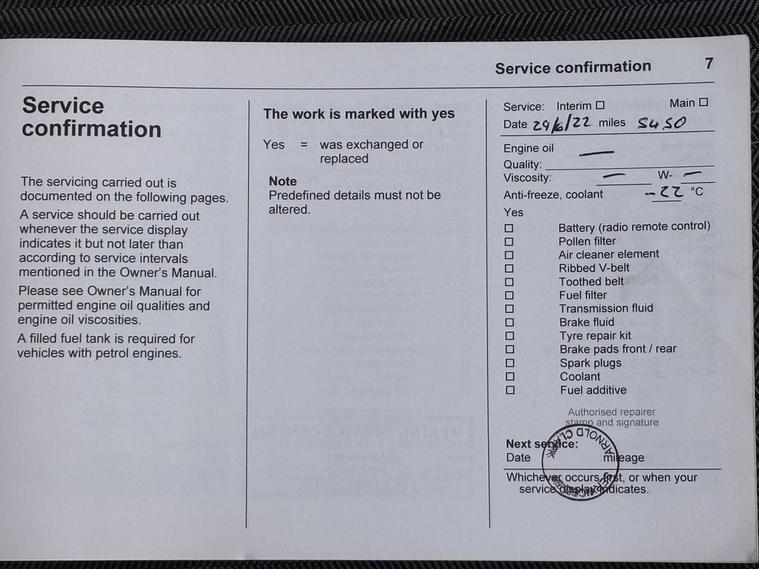 Service confirmation 7
Service
confirmation
The servicing carried out is
documented on the following pages.
A service should be carried out
whenever the service display
indicates it but not later than
according to service intervals
mentioned in the Owner's Manual.
Please see Owner's Manual for
permitted engine oil qualities and
engine oil viscosities.
A filled fuel tank is required for
vehicles with petrol engines.
The work is marked with yes
Yes = was exchanged or
replaced
Note
Predefined details must not be
altered.
Service: Interim ☐ Main ☐
Date 29/6/22 miles 5450
Engine oil —
Quality:
Viscosity: — W- —
Anti-freeze, coolant -22 °C
Yes
☐ Battery (radio remote control)
☐ Pollen filter
☐ Air cleaner element
☐ Ribbed V-belt
☐ Toothed belt
☐ Fuel filter
☐ Transmission fluid
☐ Brake fluid
☐ Tyre repair kit
☐ Brake pads front / rear
☐ Spark plugs
☐ Coolant
☐ Fuel additive
Authorised repairer
stamp and signature
ARNOLD CLARK
Next service:
Date mileage
Whichever occurs first, or when your
service display indicates.